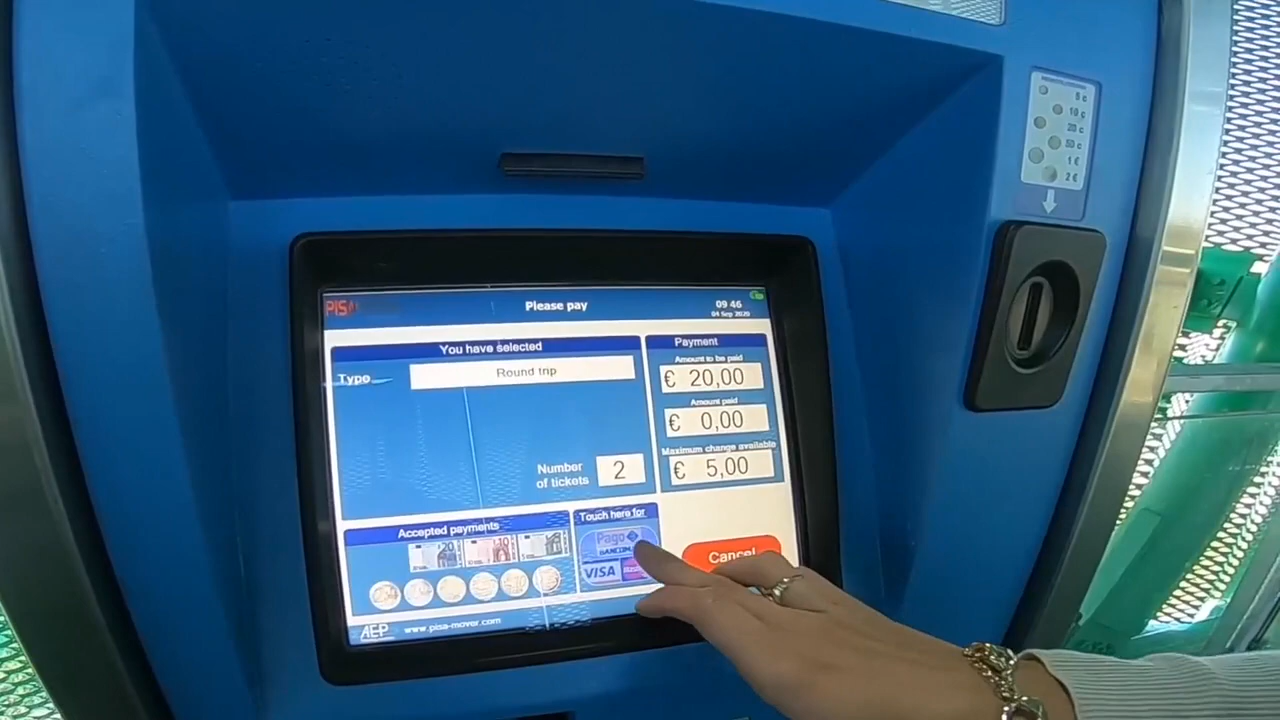 5 c
10 c
20 c
50 c
1 €
2 €
PISA
Please pay
09 46
04 Sep 2020
You have selected
Type
Round trip
Number
of tickets
2
Payment
Amount to be paid
€ 20,00
Amount paid
€ 0,00
Maximum change available
€ 5,00
Accepted payments
Touch here for
Pago
BANCOM
VISA
Cancel
AEP
www.pisa-mover.com